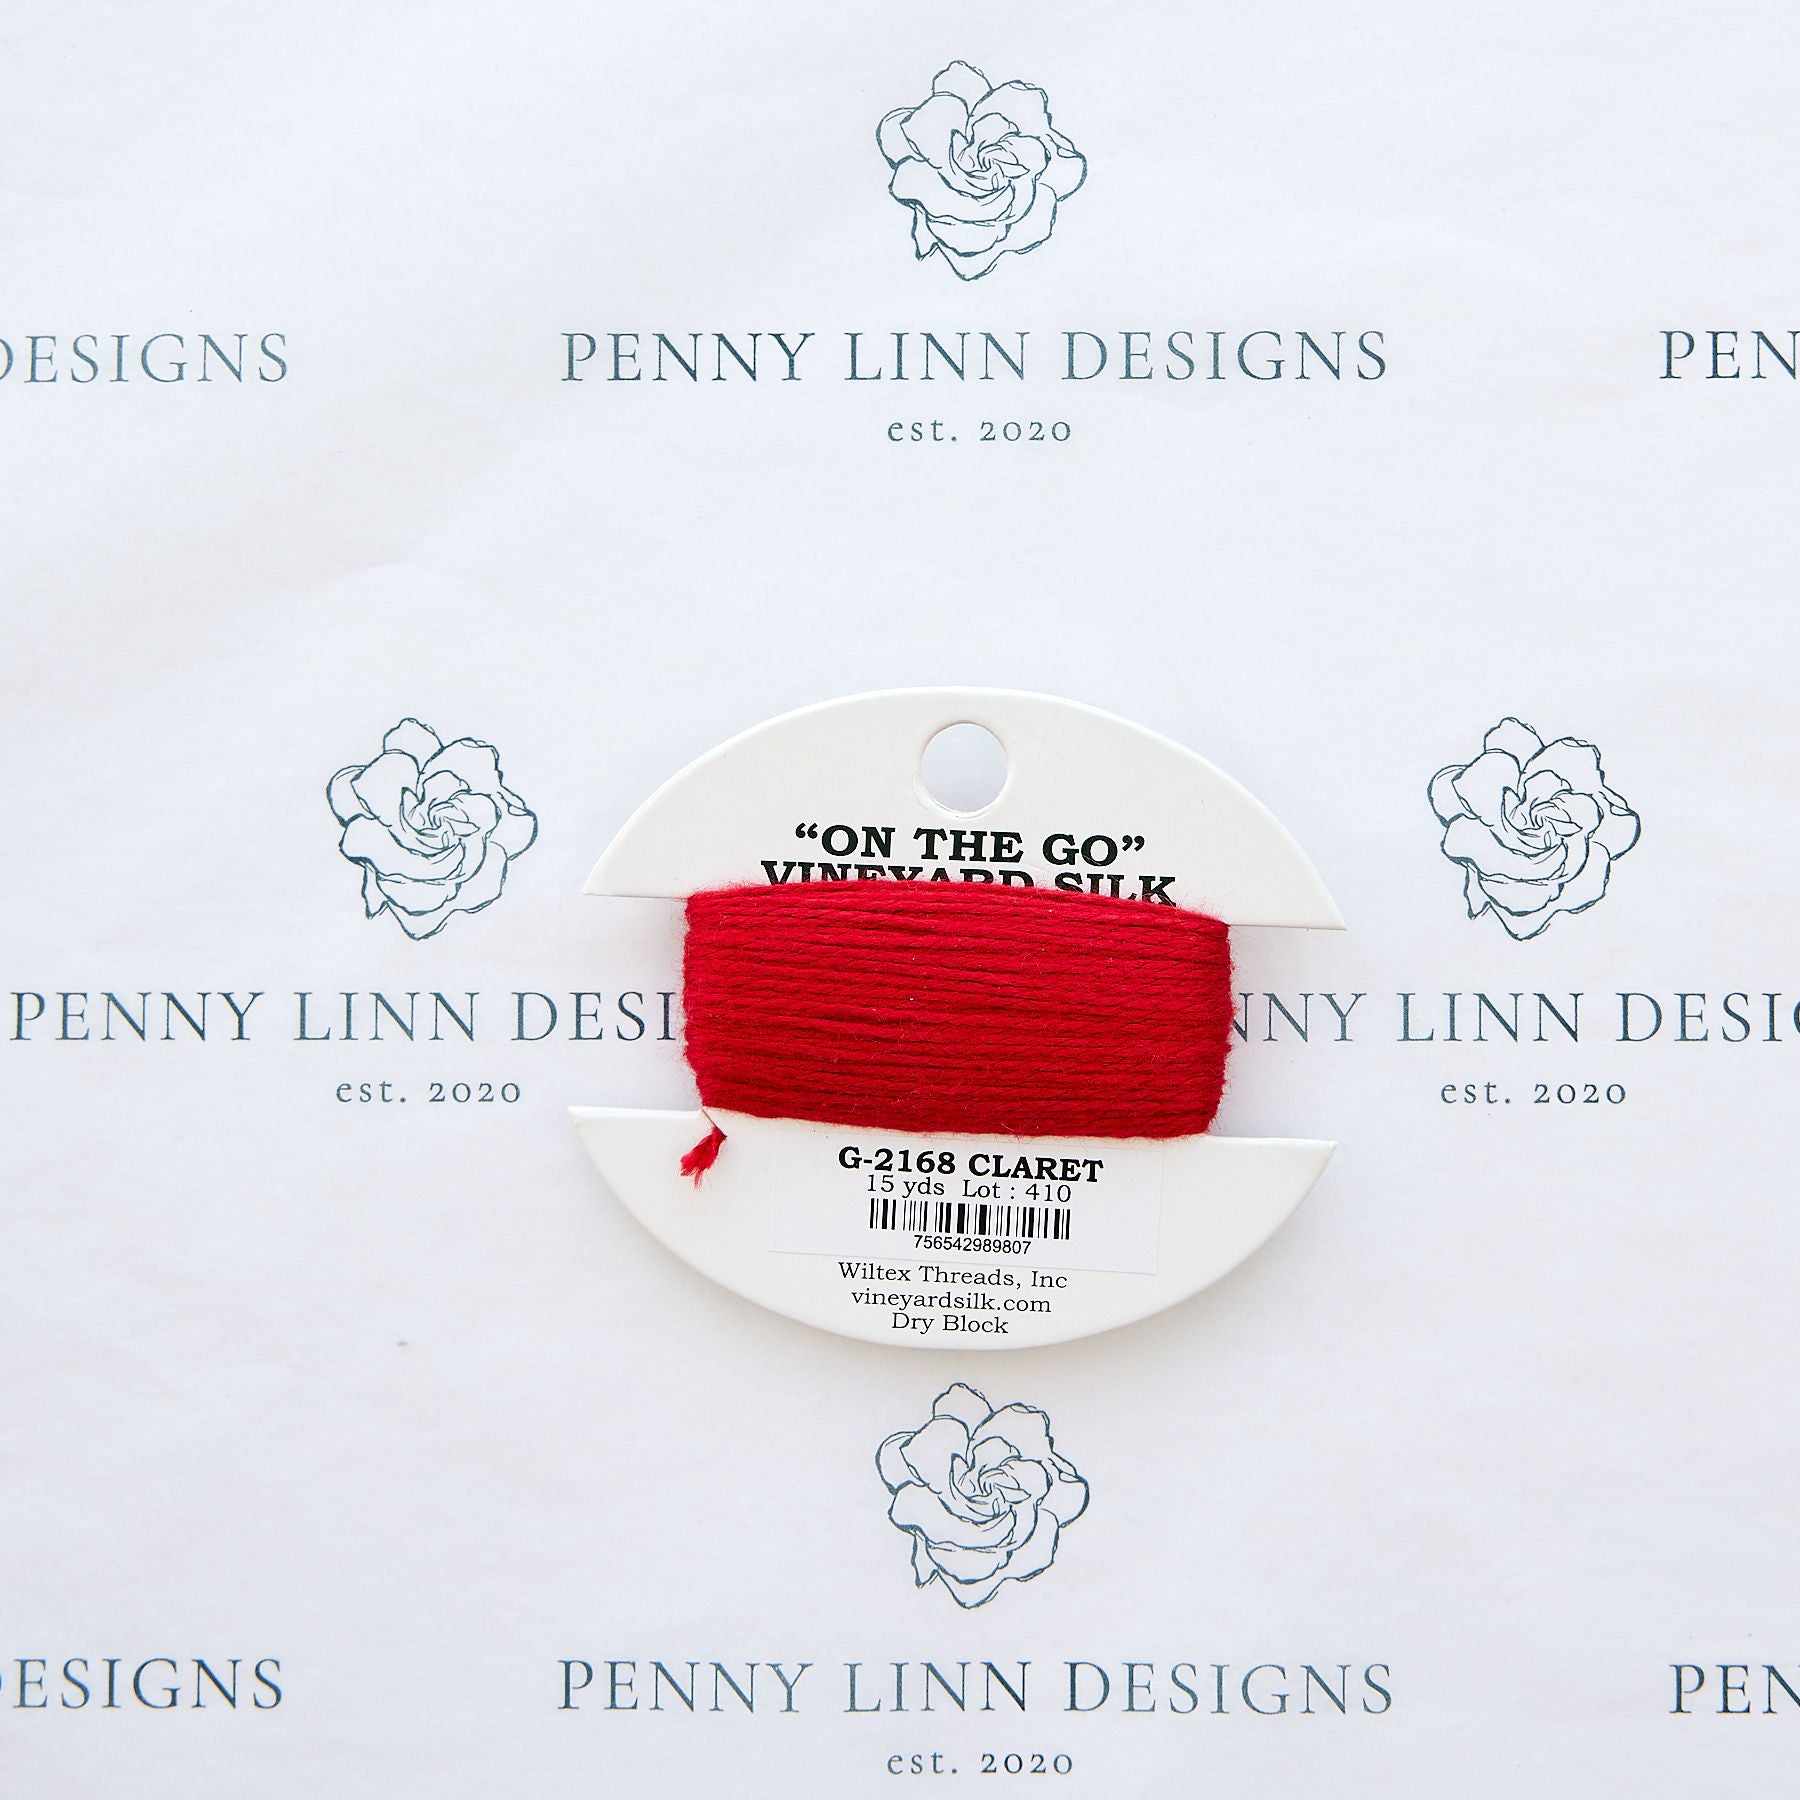 DESIGNS PENNY LINN DESIGNS PEN
est. 2020
"ON THE GO"
VINEYARD SILK
PENNY LINN DESI NNY LINN DESIG
est. 2020 est. 2020
G-2168 CLARET
15 yds Lot : 410
756542989807
Wiltex Threads, Inc
vineyardsilk.com
Dry Block
DESIGNS PENNY LINN DESIGNS PEN
est. 2020